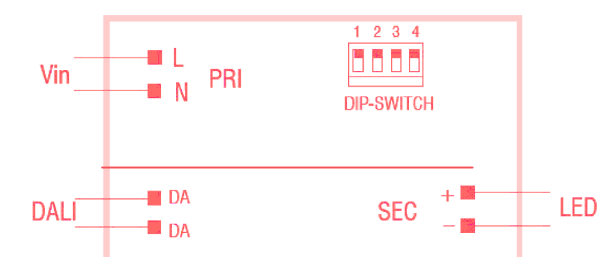 1 2 3 4
L
Vin
PRI
N
DIP-SWITCH
DA
+
DALI
SEC
LED
DA
-